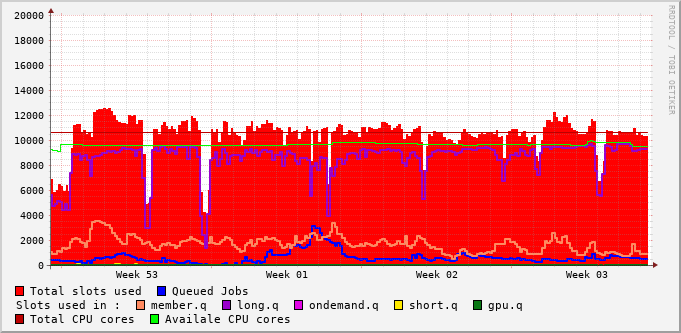 RRDTOOL / TOBI OETIKER
20000
18000
16000
14000
12000
10000
8000
6000
4000
2000
0
Week 53 Week 01 Week 02 Week 03
Total slots used Queued Jobs
Slots used in : member.q long.q ondemand.q short.q gpu.q
Total CPU cores Availale CPU cores